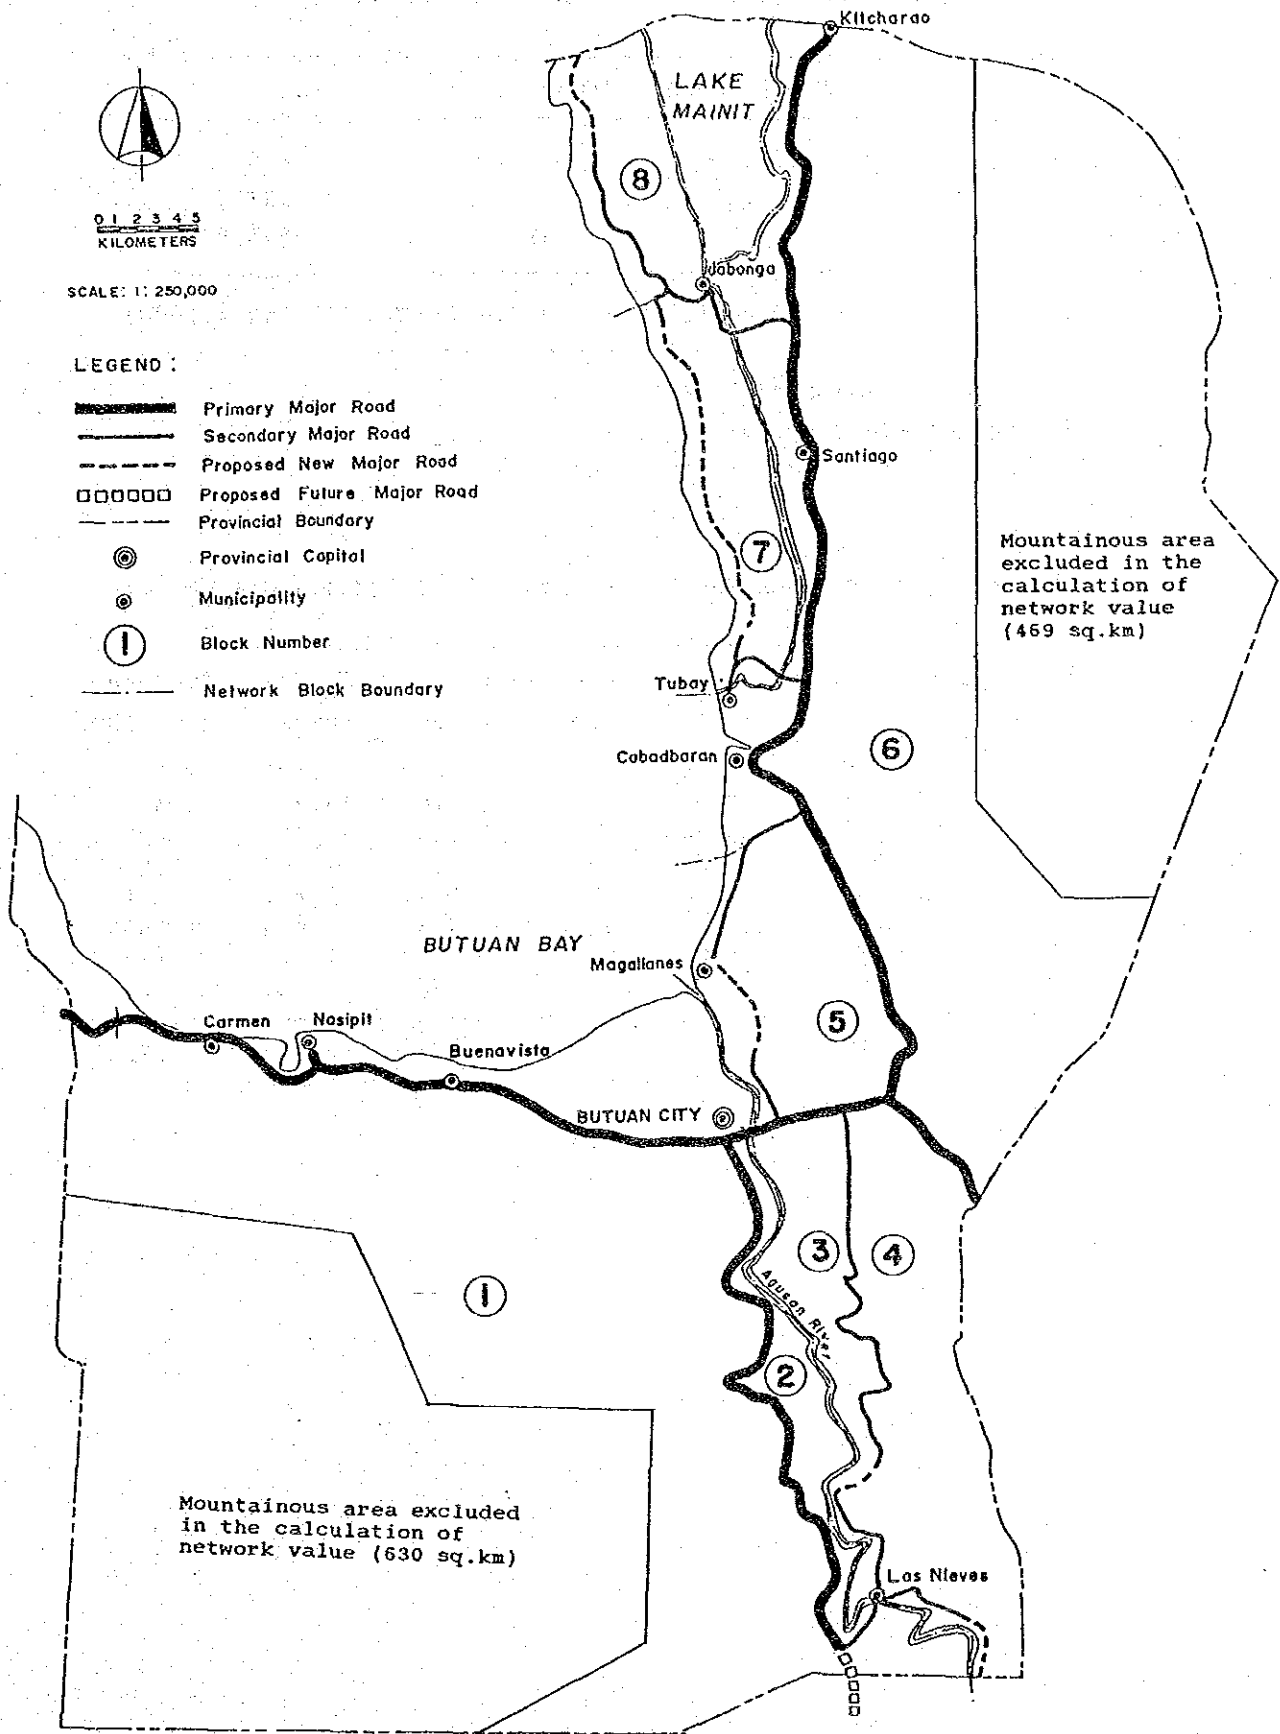 Kitcharao
LAKE
MAINIT
8
0 1 2 3 4 5
KILOMETERS
Jabonga
SCALE: 1: 250,000
LEGEND :
Primary Major Road
Secondary Major Road
Proposed New Major Road
Proposed Future Major Road
Provincial Boundary
Provincial Capital
Municipality
1 Block Number
Network Block Boundary
Santiago
Mountainous area
excluded in the
calculation of
network value
(469 sq.km)
7
Tubay
6
Cabadbaran
BUTUAN BAY
Magallanes
5
Carmen
Nasipit
Buenavista
BUTUAN CITY
3
4
1
Agusan River
2
Mountainous area excluded
in the calculation of
network value (630 sq.km)
Las Nieves